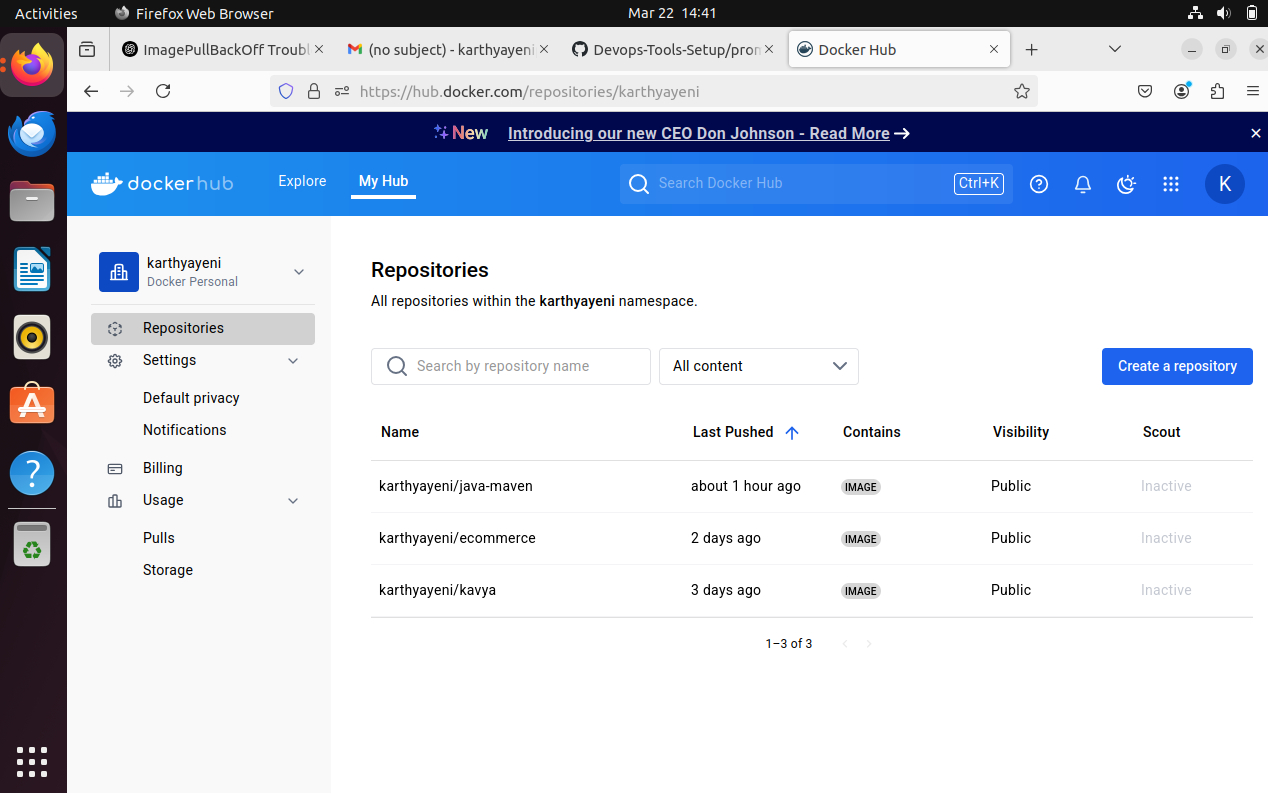 Activities Firefox Web Browser Mar 22 14:41
ImagePullBackOff Troubl (no subject) - karthyayeni Devops-Tools-Setup/prom Docker Hub
https://hub.docker.com/repositories/karthyayeni
New Introducing our new CEO Don Johnson - Read More
dockerhub Explore My Hub Search Docker Hub Ctrl+K K
karthyayeni
Docker Personal
Repositories
Settings
Default privacy
Notifications
Billing
Usage
Pulls
Storage
Repositories
All repositories within the karthyayeni namespace.
Search by repository name All content Create a repository
Name Last Pushed Contains Visibility Scout
karthyayeni/java-maven about 1 hour ago IMAGE Public Inactive
karthyayeni/ecommerce 2 days ago IMAGE Public Inactive
karthyayeni/kavya 3 days ago IMAGE Public Inactive
1–3 of 3